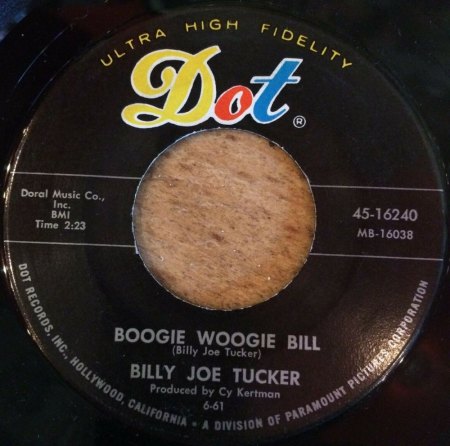 ULTRA HIGH FIDELITY
Dot®
Doral Music Co.,
Inc.
BMI
Time 2:23
45-16240
MB-16038
BOOGIE WOOGIE BILL
(Billy Joe Tucker)
BILLY JOE TUCKER
Produced by Cy Kertman
6-61
DOT RECORDS, INC., HOLLYWOOD, CALIFORNIA - A DIVISION OF PARAMOUNT PICTURES CORPORATION